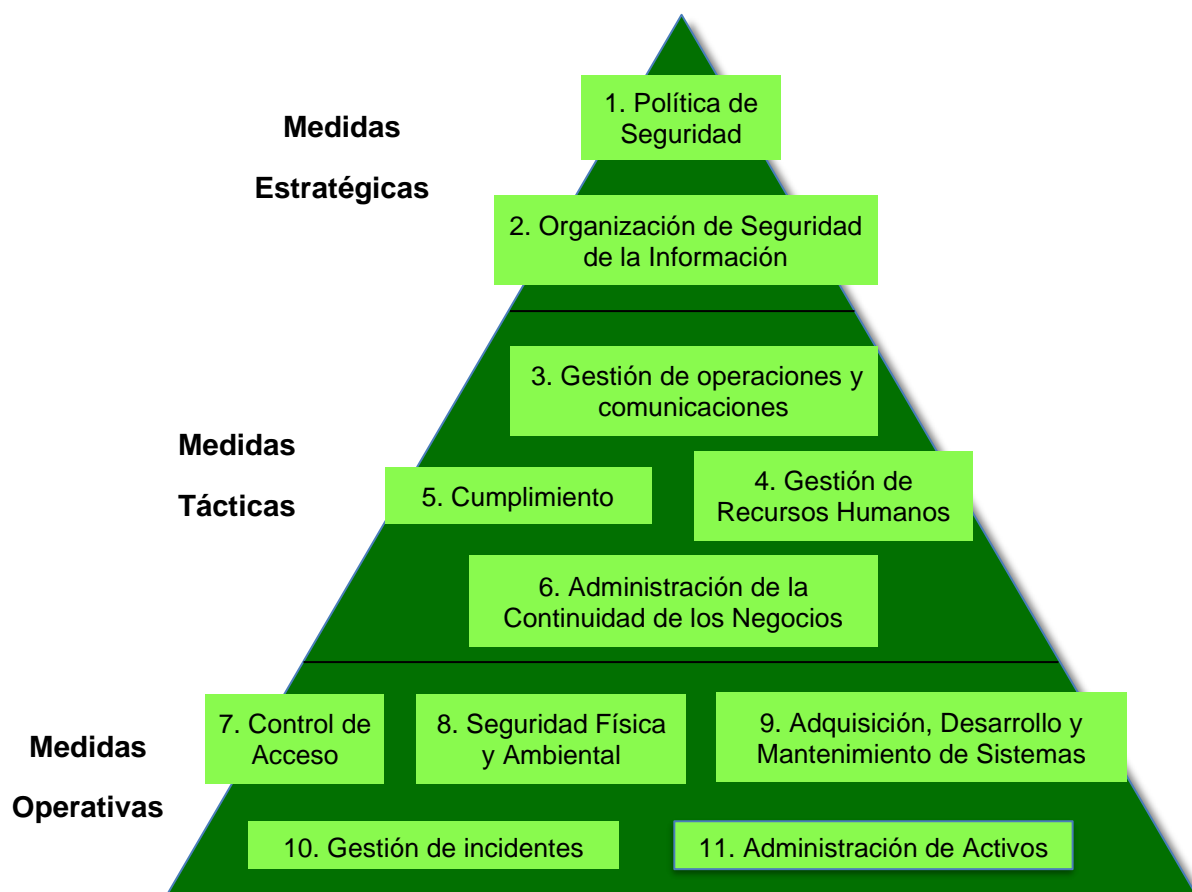 Medidas
Estratégicas
1. Política de
Seguridad
2. Organización de Seguridad
de la Información
Medidas
Tácticas
3. Gestión de operaciones y
comunicaciones
5. Cumplimiento
4. Gestión de
Recursos Humanos
6. Administración de la
Continuidad de los Negocios
Medidas
Operativas
7. Control de
Acceso
8. Seguridad Física
y Ambiental
9. Adquisición, Desarrollo y
Mantenimiento de Sistemas
10. Gestión de incidentes
11. Administración de Activos